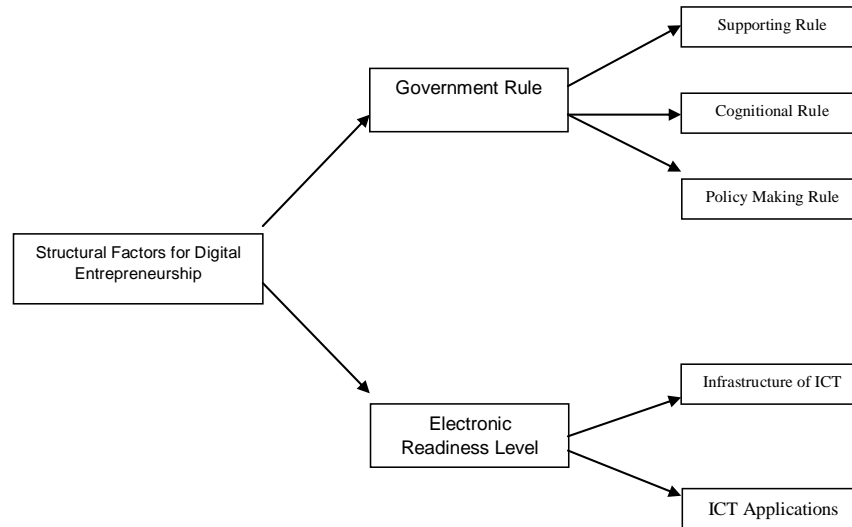 Supporting Rule
Government Rule
Cognitional Rule
Policy Making Rule
Structural Factors for Digital
Entrepreneurship
Infrastructure of ICT
Electronic
Readiness Level
ICT Applications